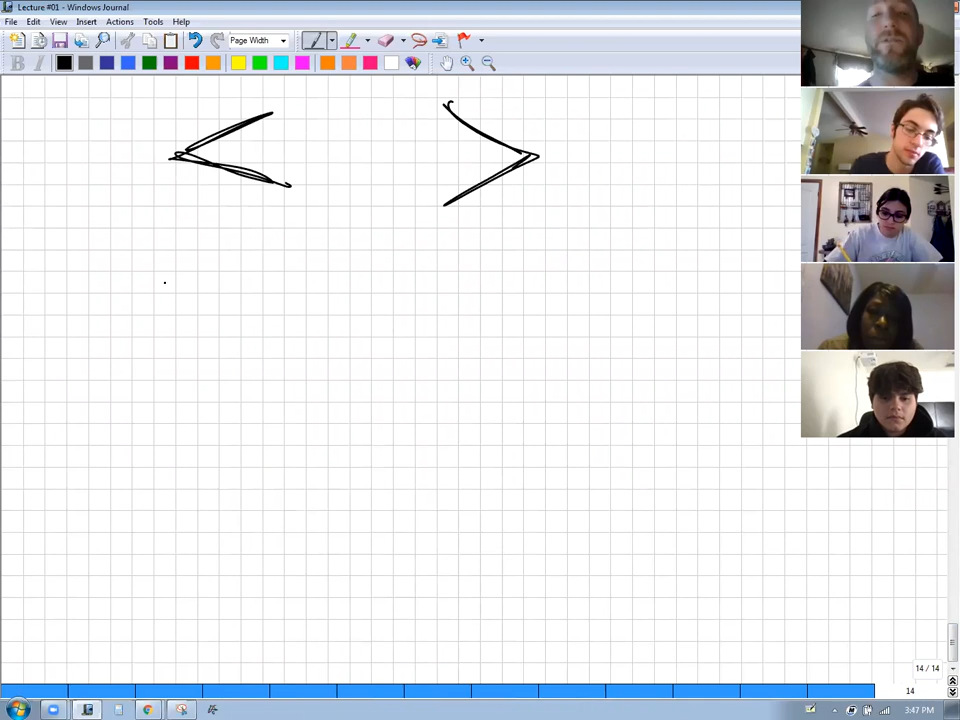 Lecture #01 - Windows Journal
File Edit View Insert Actions Tools Help
Page Width
B I
< >
14 / 14
14
3:47 PM